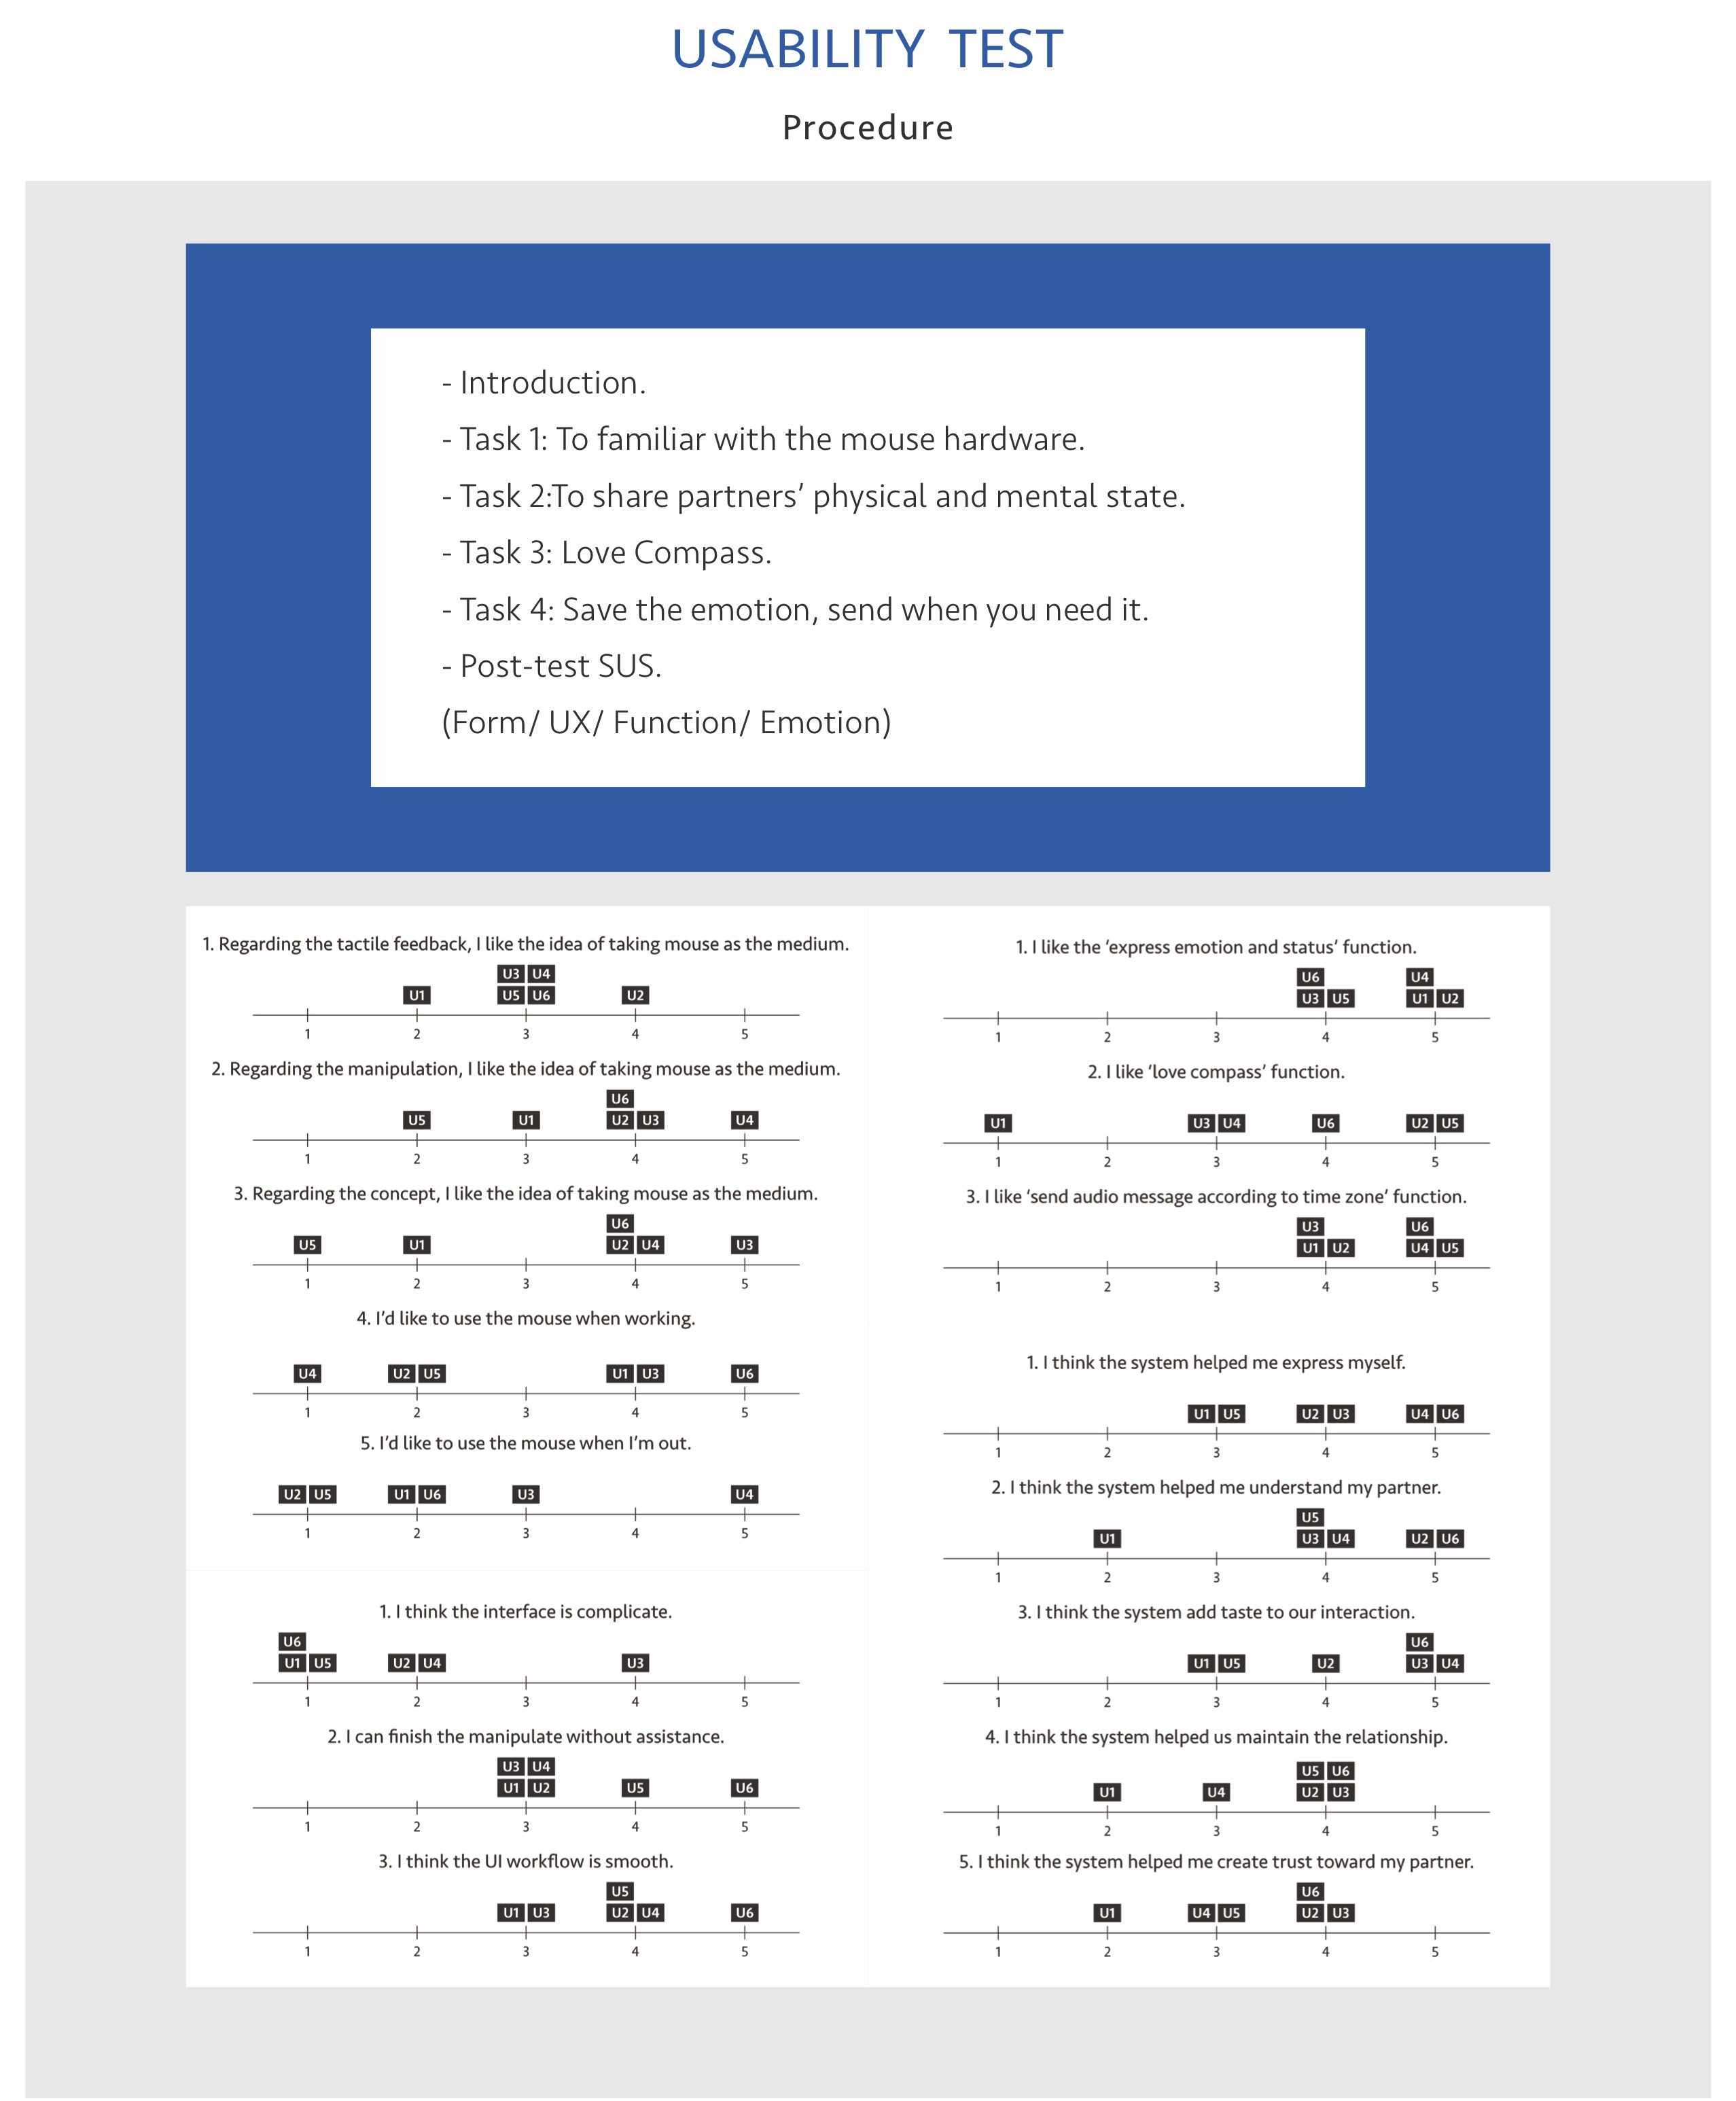 USABILITY TEST
Procedure
- Introduction.
- Task 1: To familiar with the mouse hardware.
- Task 2:To share partners’ physical and mental state.
- Task 3: Love Compass.
- Task 4: Save the emotion, send when you need it.
- Post-test SUS.
(Form/ UX/ Function/ Emotion)
1. Regarding the tactile feedback, I like the idea of taking mouse as the medium.
U3 U4
U1 U5 U6 U2
1 2 3 4 5
2. Regarding the manipulation, I like the idea of taking mouse as the medium.
U6
U5 U1 U2 U3 U4
1 2 3 4 5
3. Regarding the concept, I like the idea of taking mouse as the medium.
U6
U5 U1 U2 U4 U3
1 2 3 4 5
4. I’d like to use the mouse when working.
U4 U2 U5 U1 U3 U6
1 2 3 4 5
5. I’d like to use the mouse when I’m out.
U2 U5 U1 U6 U3 U4
1 2 3 4 5
1. I think the interface is complicate.
U6
U1 U5 U2 U4 U3
1 2 3 4 5
2. I can finish the manipulate without assistance.
U3 U4
U1 U2 U5 U6
1 2 3 4 5
3. I think the UI workflow is smooth.
U5
U1 U3 U2 U4 U6
1 2 3 4 5
1. I like the ‘express emotion and status’ function.
U6 U4
U3 U5 U1 U2
1 2 3 4 5
2. I like ‘love compass’ function.
U1 U3 U4 U6 U2 U5
1 2 3 4 5
3. I like ‘send audio message according to time zone’ function.
U3 U6
U1 U2 U4 U5
1 2 3 4 5
1. I think the system helped me express myself.
U1 U5 U2 U3 U4 U6
1 2 3 4 5
2. I think the system helped me understand my partner.
U5
U1 U3 U4 U2 U6
1 2 3 4 5
3. I think the system add taste to our interaction.
U6
U1 U5 U2 U3 U4
1 2 3 4 5
4. I think the system helped us maintain the relationship.
U5 U6
U1 U4 U2 U3
1 2 3 4 5
5. I think the system helped me create trust toward my partner.
U6
U1 U4 U5 U2 U3
1 2 3 4 5